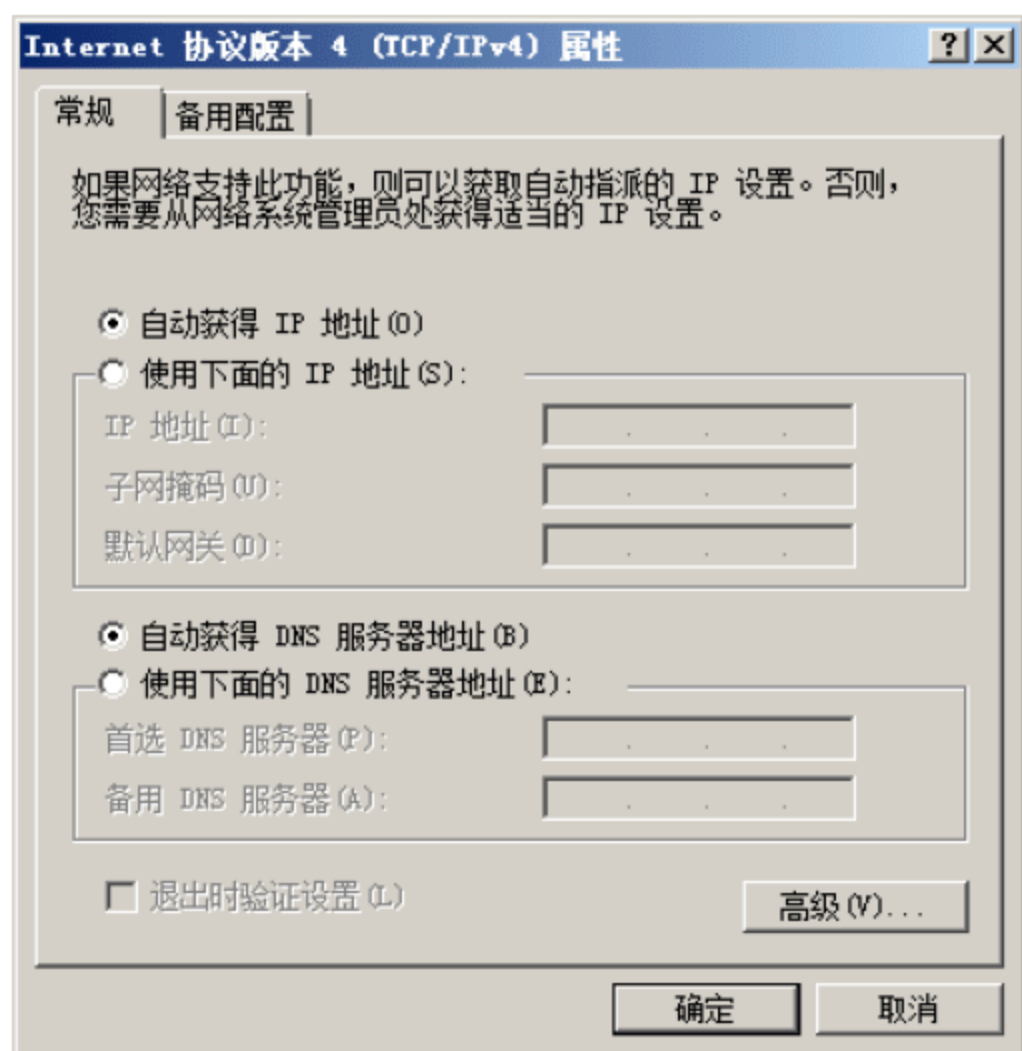 Internet 协议版本 4 (TCP/IPv4) 属性
常规
备用配置
如果网络支持此功能，则可以获取自动指派的 IP 设置。否则，
您需要从网络系统管理员处获得适当的 IP 设置。
自动获得 IP 地址(O)
使用下面的 IP 地址(S):
IP 地址(I):
子网掩码(U):
默认网关(D):
自动获得 DNS 服务器地址(B)
使用下面的 DNS 服务器地址(E):
首选 DNS 服务器(P):
备用 DNS 服务器(A):
退出时验证设置(L)
高级(V)...
确定
取消